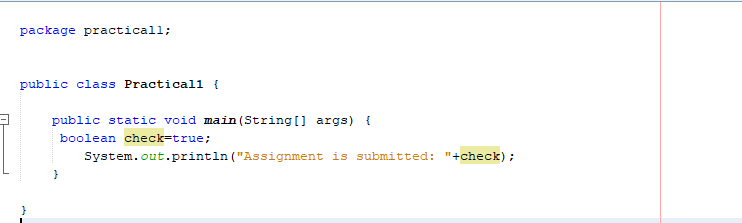 package practical1;
public class Practical1 {
public static void main(String[] args) {
boolean check=true;
System.out.println("Assignment is submitted: "+check);
}
}